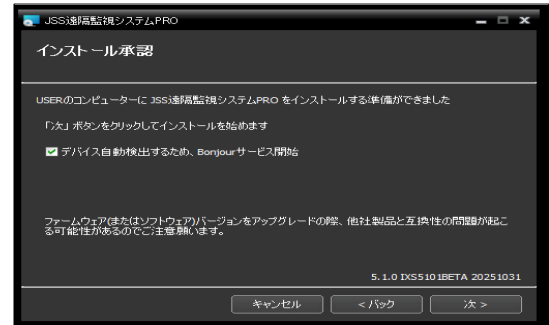 JSS遠隔監視システムPRO
インストール承認
USERのコンピューターに JSS遠隔監視システムPRO をインストールする準備ができました
「次」ボタンをクリックしてインストールを始めます
デバイス自動検出するため、Bonjourサービス開始
ファームウェア(またはソフトウェア)バージョンをアップグレードの際、他社製品と互換性の問題が起こ
る可能性があるのでご注意願います。
5.1.0 IXS5101BETA 20251031
キャンセル
< バック
次 >